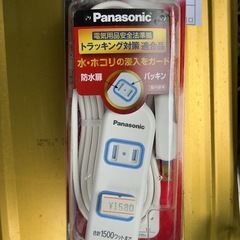 Panasonic
電気用品安全法準拠
トラッキング対策 適合品
水・ホコリの浸入をガード
防水扉
パッキン
Panasonic
¥1580
合計1500ワットまで